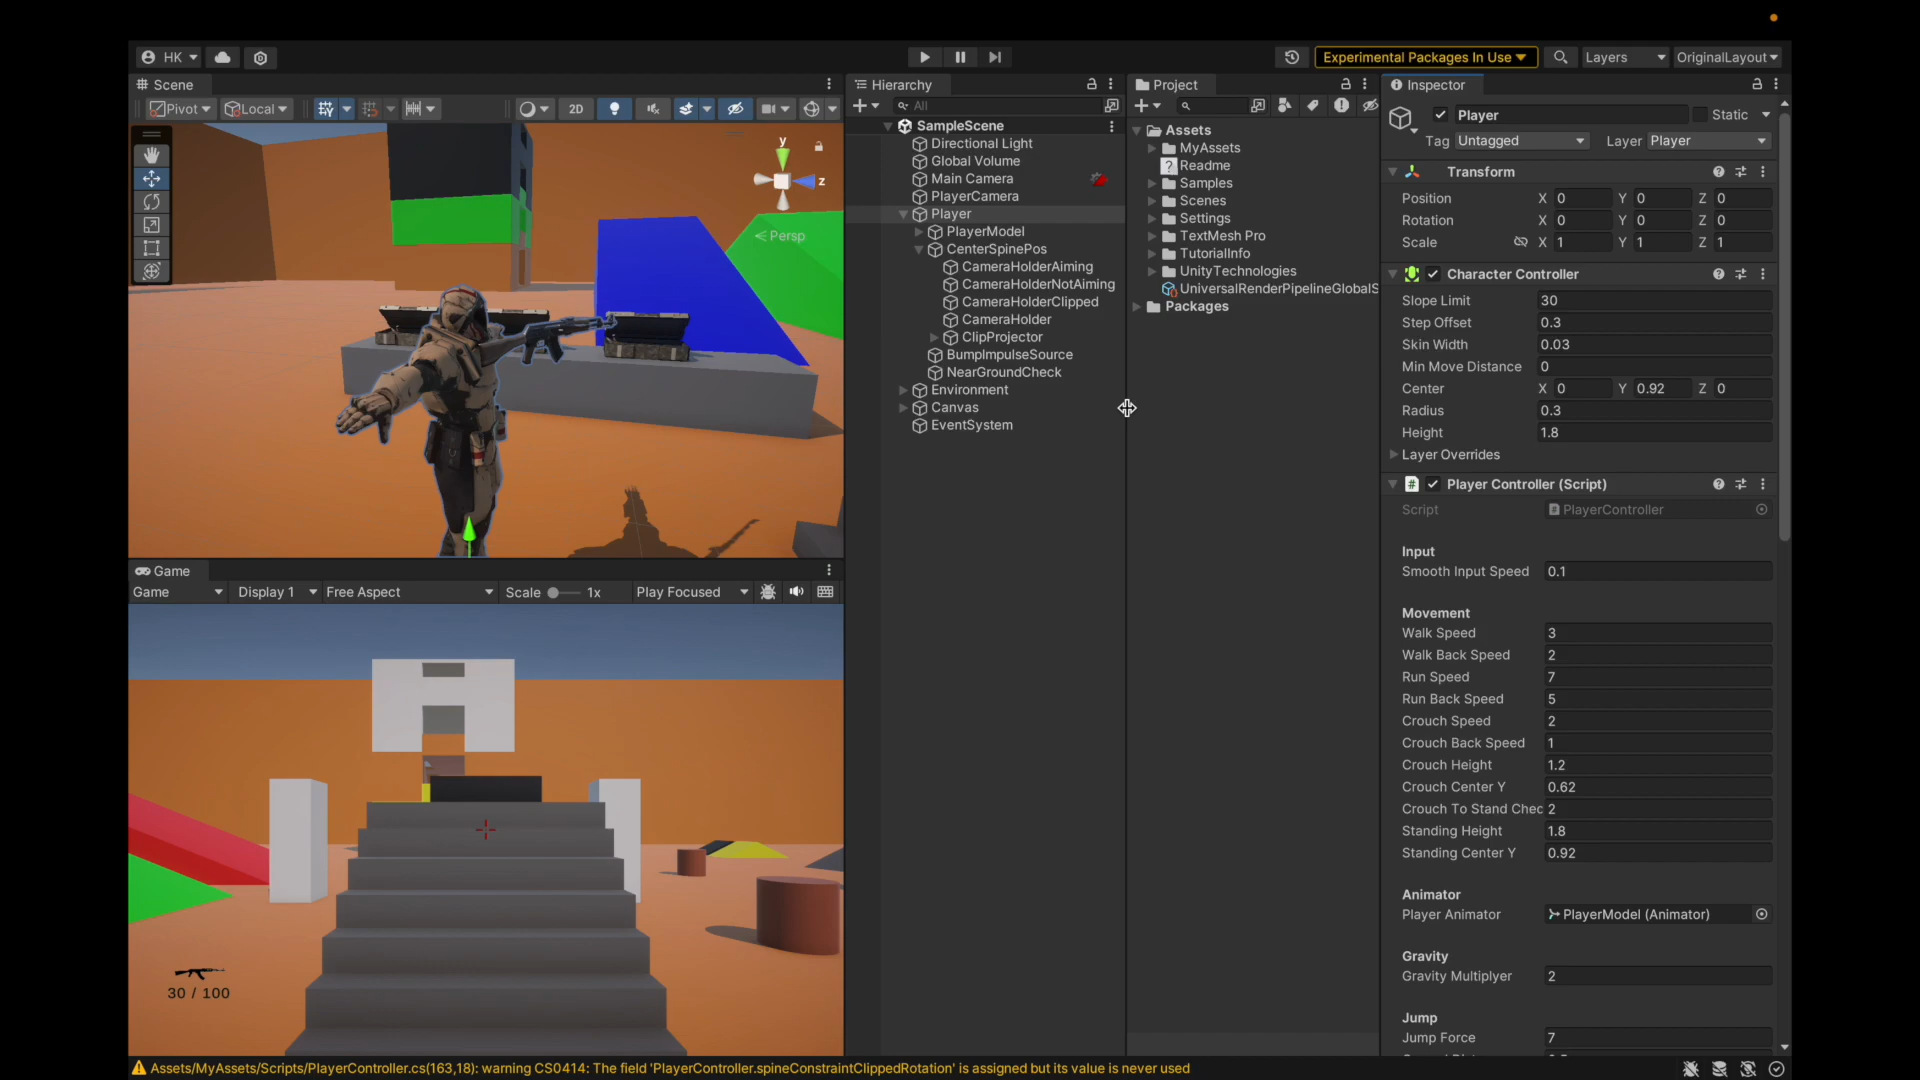 HK
Experimental Packages In Use
Layers
OriginalLayout
Scene
Pivot
Local
2D
y
z
Persp
Game
Game
Display 1
Free Aspect
Scale
1x
Play Focused
30 / 100
Hierarchy
All
SampleScene
Directional Light
Global Volume
Main Camera
PlayerCamera
Player
PlayerModel
CenterSpinePos
CameraHolderAiming
CameraHolderNotAiming
CameraHolderClipped
CameraHolder
ClipProjector
BumpImpulseSource
NearGroundCheck
Environment
Canvas
EventSystem
Project
Assets
MyAssets
Readme
Samples
Scenes
Settings
TextMesh Pro
TutorialInfo
UnityTechnologies
UniversalRenderPipelineGlobalS
Packages
Inspector
Player
Static
Tag Untagged Layer Player
Transform
Position X 0 Y 0 Z 0
Rotation X 0 Y 0 Z 0
Scale X 1 Y 1 Z 1
Character Controller
Slope Limit 30
Step Offset 0.3
Skin Width 0.03
Min Move Distance 0
Center X 0 Y 0.92 Z 0
Radius 0.3
Height 1.8
Layer Overrides
# Player Controller (Script)
Script PlayerController
Input
Smooth Input Speed 0.1
Movement
Walk Speed 3
Walk Back Speed 2
Run Speed 7
Run Back Speed 5
Crouch Speed 2
Crouch Back Speed 1
Crouch Height 1.2
Crouch Center Y 0.62
Crouch To Stand Chec 2
Standing Height 1.8
Standing Center Y 0.92
Animator
Player Animator PlayerModel (Animator)
Gravity
Gravity Multiplyer 2
Jump
Jump Force 7
Assets/MyAssets/Scripts/PlayerController.cs(163,18): warning CS0414: The field 'PlayerController.spineConstraintClippedRotation' is assigned but its value is never used